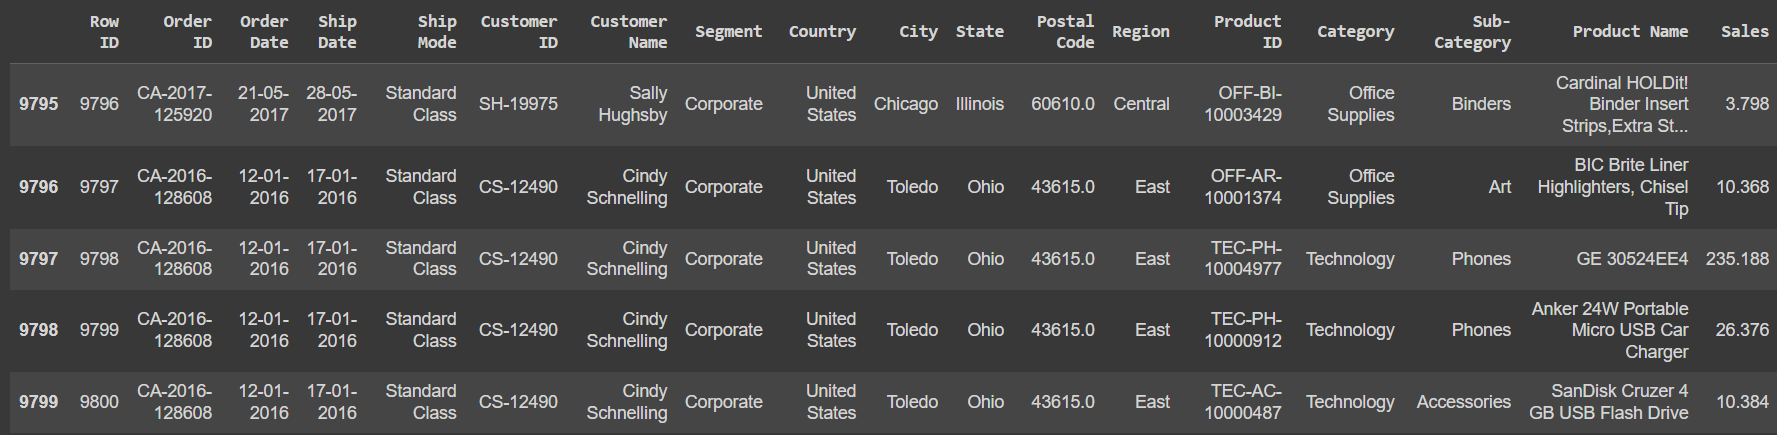 Row ID Order ID Order Date Ship Date Ship Mode Customer ID Customer Name Segment Country City State Postal Code Region Product ID Category Sub-Category Product Name Sales
9795 9796 CA-2017-125920 21-05-2017 28-05-2017 Standard Class SH-19975 Sally Hughsby Corporate United States Chicago Illinois 60610.0 Central OFF-BI-10003429 Office Supplies Binders Cardinal HOLDit! Binder Insert Strips,Extra St... 3.798
9796 9797 CA-2016-128608 12-01-2016 17-01-2016 Standard Class CS-12490 Cindy Schnelling Corporate United States Toledo Ohio 43615.0 East OFF-AR-10001374 Office Supplies Art BIC Brite Liner Highlighters, Chisel Tip 10.368
9797 9798 CA-2016-128608 12-01-2016 17-01-2016 Standard Class CS-12490 Cindy Schnelling Corporate United States Toledo Ohio 43615.0 East TEC-PH-10004977 Technology Phones GE 30524EE4 235.188
9798 9799 CA-2016-128608 12-01-2016 17-01-2016 Standard Class CS-12490 Cindy Schnelling Corporate United States Toledo Ohio 43615.0 East TEC-PH-10000912 Technology Phones Anker 24W Portable Micro USB Car Charger 26.376
9799 9800 CA-2016-128608 12-01-2016 17-01-2016 Standard Class CS-12490 Cindy Schnelling Corporate United States Toledo Ohio 43615.0 East TEC-AC-10000487 Technology Accessories SanDisk Cruzer 4 GB USB Flash Drive 10.384